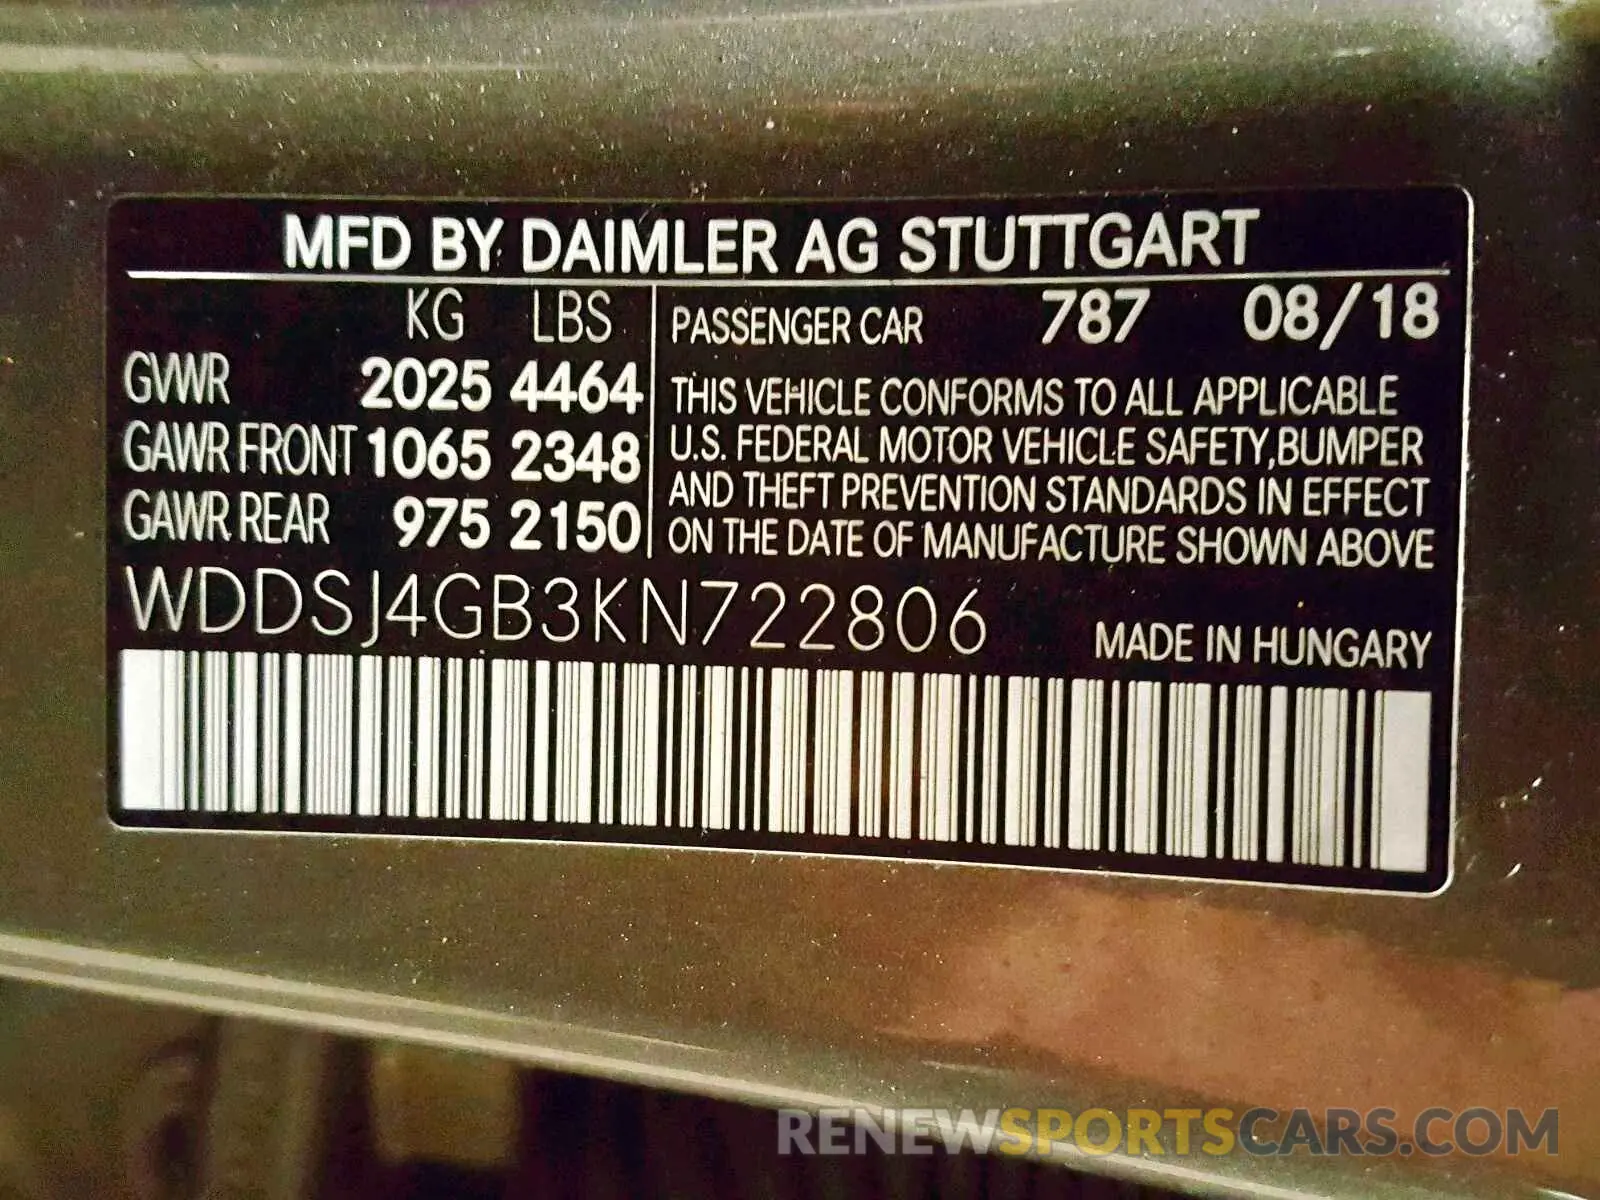 MFD BY DAIMLER AG STUTTGART
KG LBS
GVWR 2025 4464
GAWR FRONT 1065 2348
GAWR REAR 975 2150
PASSENGER CAR 787 08/18
THIS VEHICLE CONFORMS TO ALL APPLICABLE
U.S. FEDERAL MOTOR VEHICLE SAFETY,BUMPER
AND THEFT PREVENTION STANDARDS IN EFFECT
ON THE DATE OF MANUFACTURE SHOWN ABOVE
WDDSJ4GB3KN722806
MADE IN HUNGARY
RENEWSPORTSCARS.COM